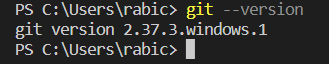 PS C:\Users\rabic> git --version
git version 2.37.3.windows.1
PS C:\Users\rabic>